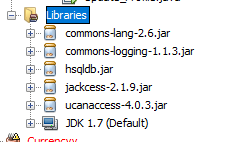 Libraries
commons-lang-2.6.jar
commons-logging-1.1.3.jar
hsqldb.jar
jackcess-2.1.9.jar
ucanaccess-4.0.3.jar
JDK 1.7 (Default)